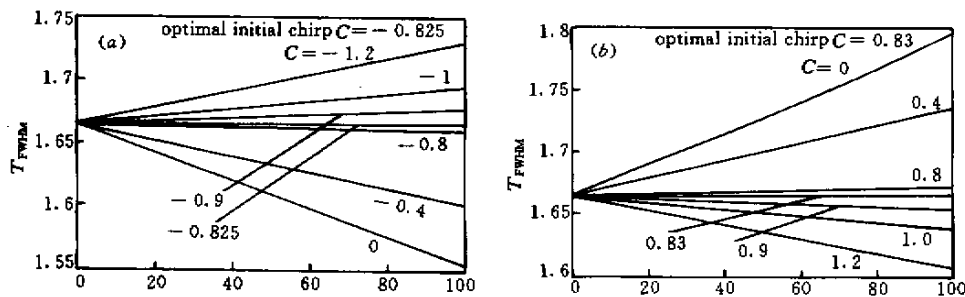 (a)
optimal initial chirp C = - 0.825
C = - 1.2
- 1
- 0.8
- 0.9
- 0.825
- 0.4
0
T_FWHM
1.75
1.7
1.65
1.6
1.55
0 20 40 60 80 100
(b)
optimal initial chirp C = 0.83
C = 0
0.4
0.8
0.83
0.9
1.0
1.2
T_FWHM
1.8
1.75
1.7
1.65
1.6
0 20 40 60 80 100